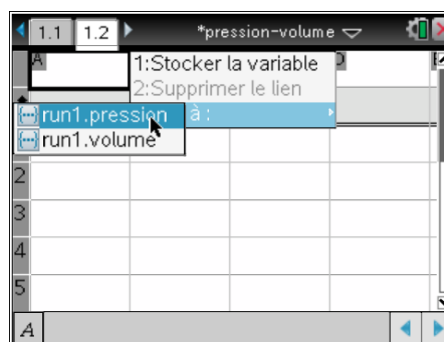 1.1 1.2 *pression-volume
A D
1:Stocker la variable
2:Supprimer le lien
à :
run1.pression
run1.volume
2
3
4
5
A